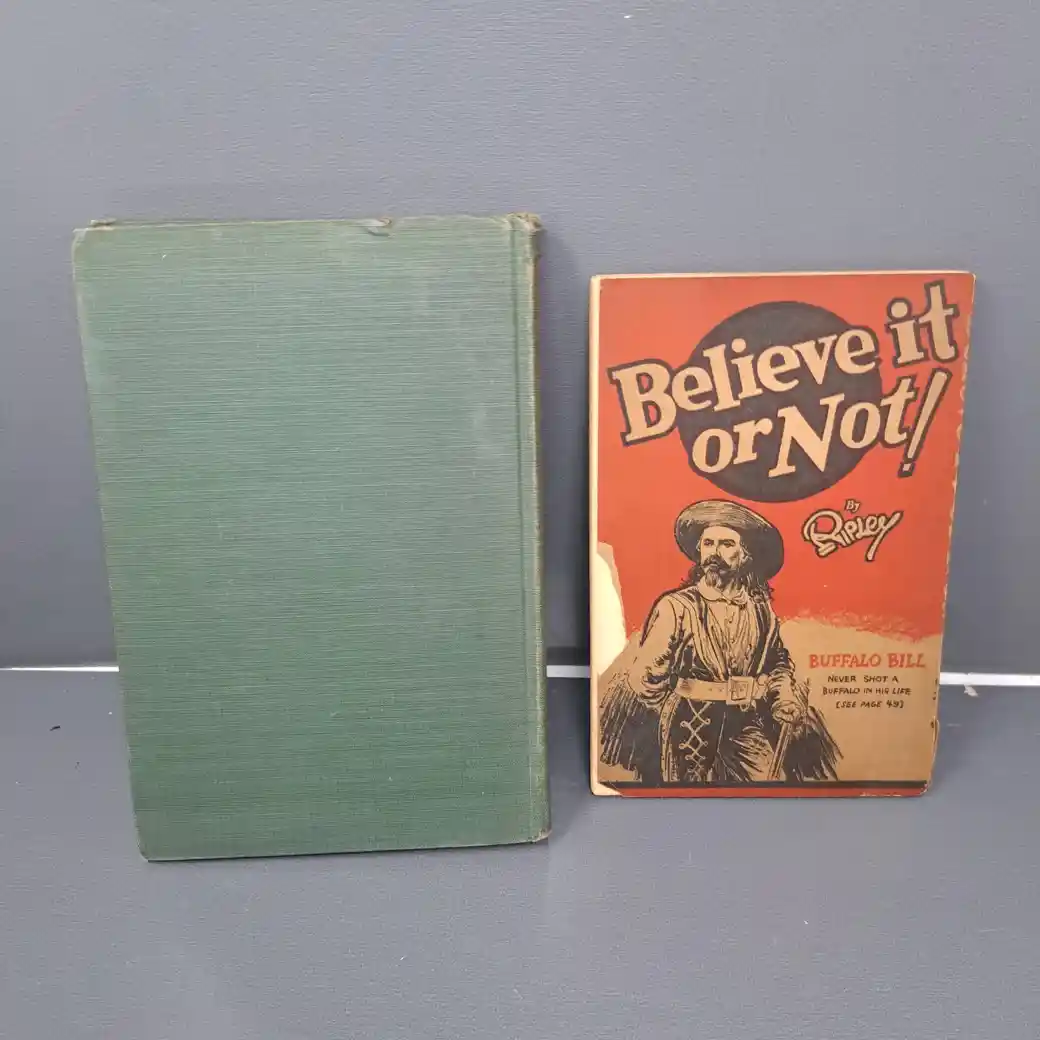 Believe it
or Not!
By
RIPLEY
BUFFALO BILL
NEVER SHOT A
BUFFALO IN HIS LIFE
[SEE PAGE 49]